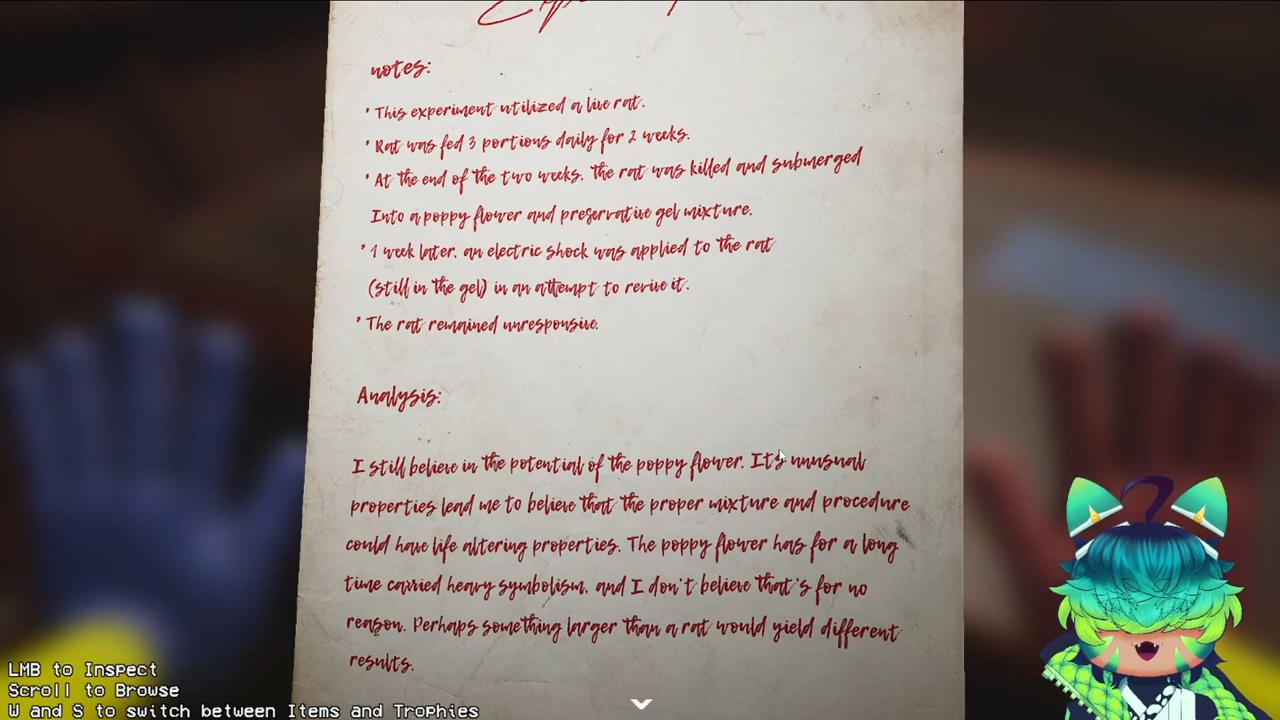 notes:
* This experiment utilized a live rat.
* Rat was fed 3 portions daily for 2 weeks.
* At the end of the two weeks, the rat was killed and submerged
Into a poppy flower and preservative gel mixture.
* 1 week later, an electric shock was applied to the rat
(still in the gel) in an attempt to revive it.
* The rat remained unresponsive.
Analysis:
I still believe in the potential of the poppy flower. It's unusual
properties lead me to believe that the proper mixture and procedure
could have life altering properties. The poppy flower has for a long
time carried heavy symbolism, and I don't believe that's for no
reason. Perhaps something larger than a rat would yield different
results.
LMB to Inspect
Scroll to Browse
W and S to switch between Items and Trophies